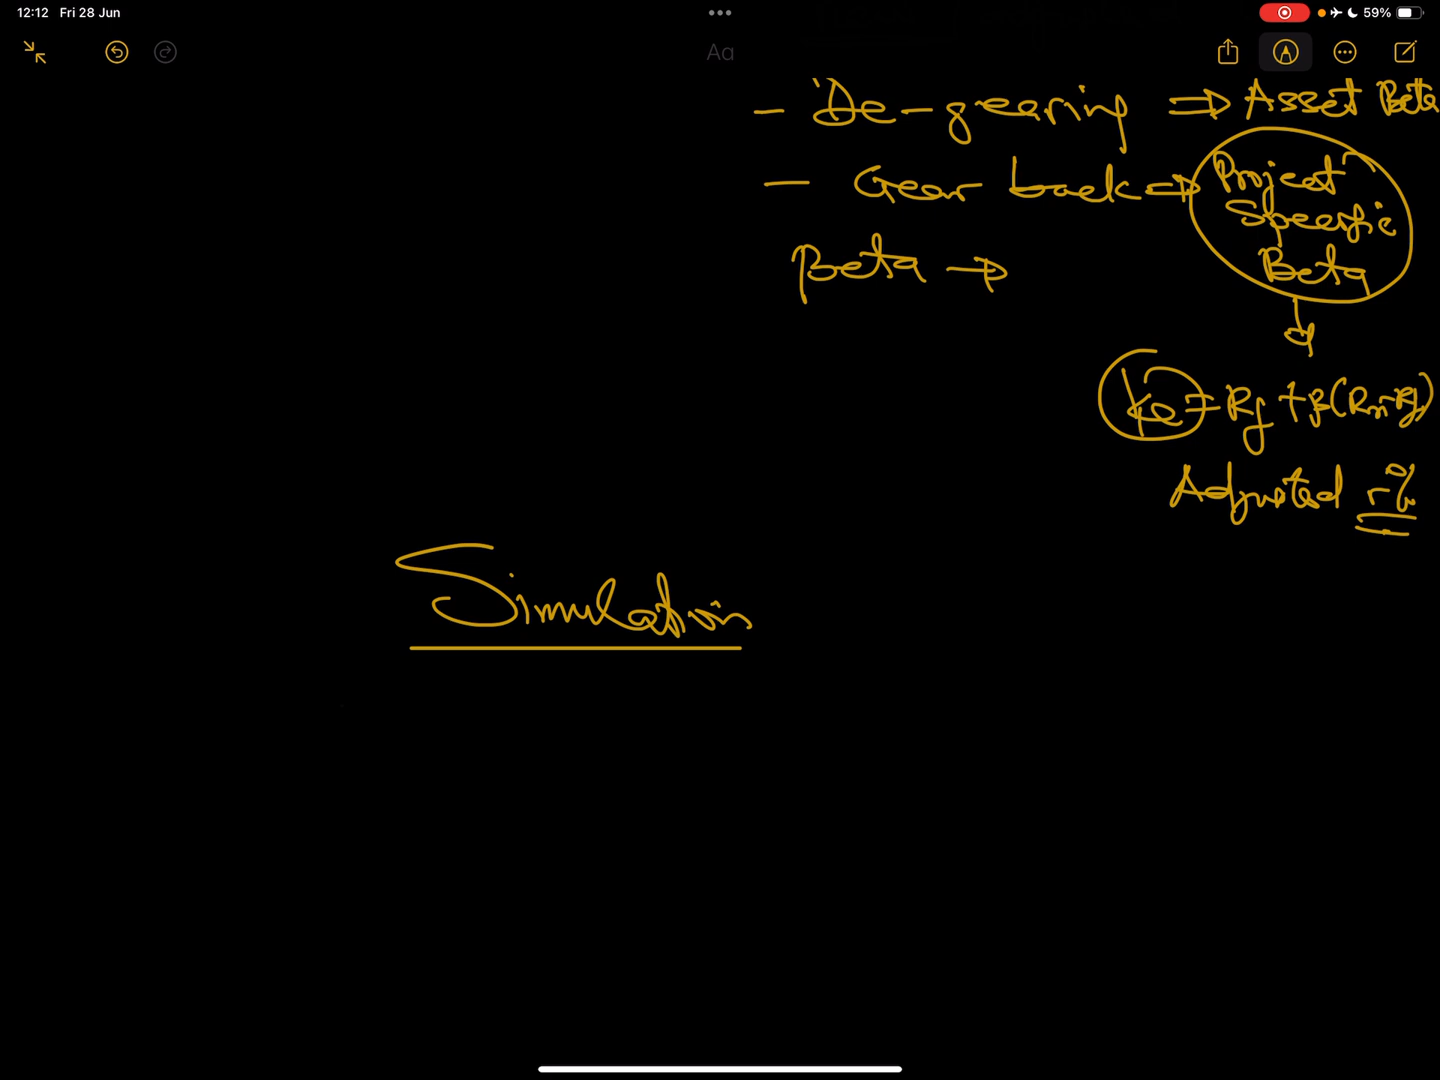 12:12 Fri 28 Jun
59%
Aa
- De-gearing ⇒ Asset Beta
- Gear back ⇒ Project Specific Beta
Beta →
Ke = Rf + β(Rm-Rf)
Adjusted r%
Simulation